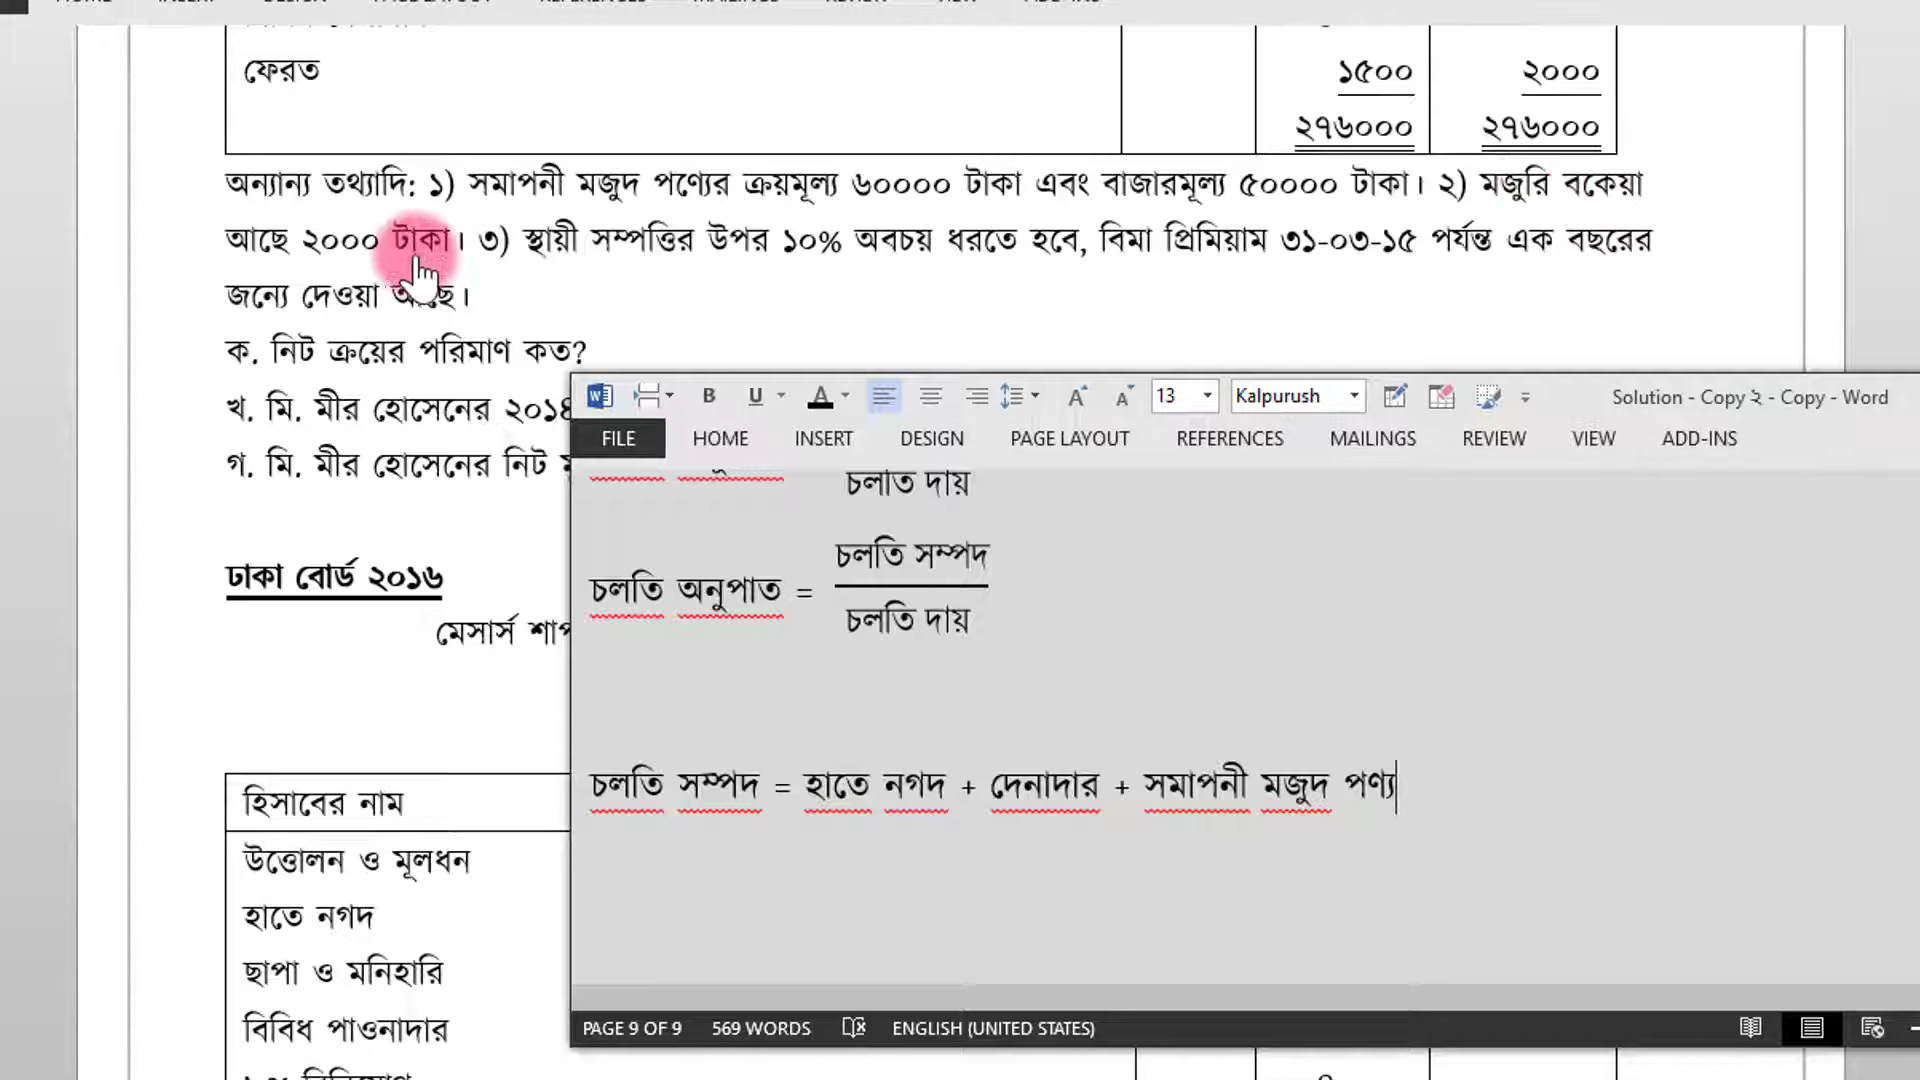 ফেরত ১৫০০ ২০০০
২৭৬০০০ ২৭৬০০০
অন্যান্য তথ্যাদি: ১) সমাপনী মজুদ পণ্যের ক্রয়মূল্য ৬০০০০ টাকা এবং বাজারমূল্য ৫০০০০ টাকা। ২) মজুরি বকেয়া
আছে ২০০০ টাকা। ৩) স্থায়ী সম্পত্তির উপর ১০% অবচয় ধরতে হবে, বিমা প্রিমিয়াম ৩১-০৩-১৫ পর্যন্ত এক বছরের
জন্যে দেওয়া আছে।
ক. নিট ক্রয়ের পরিমাণ কত?
খ. মি. মীর হোসেনের ২০১৪
গ. মি. মীর হোসেনের নিট
ঢাকা বোর্ড ২০১৬
মেসার্স
হিসাবের নাম
উত্তোলন ও মূলধন
হাতে নগদ
ছাপা ও মনিহারি
বিবিধ পাওনাদার
B U A 13 Kalpurush Solution - Copy ২ - Copy - Word
FILE HOME INSERT DESIGN PAGE LAYOUT REFERENCES MAILINGS REVIEW VIEW ADD-INS
চলতি দায়
চলতি সম্পদ
চলতি অনুপাত =
চলতি দায়
চলতি সম্পদ = হাতে নগদ + দেনাদার + সমাপনী মজুদ পণ্য
PAGE 9 OF 9 569 WORDS ENGLISH (UNITED STATES)